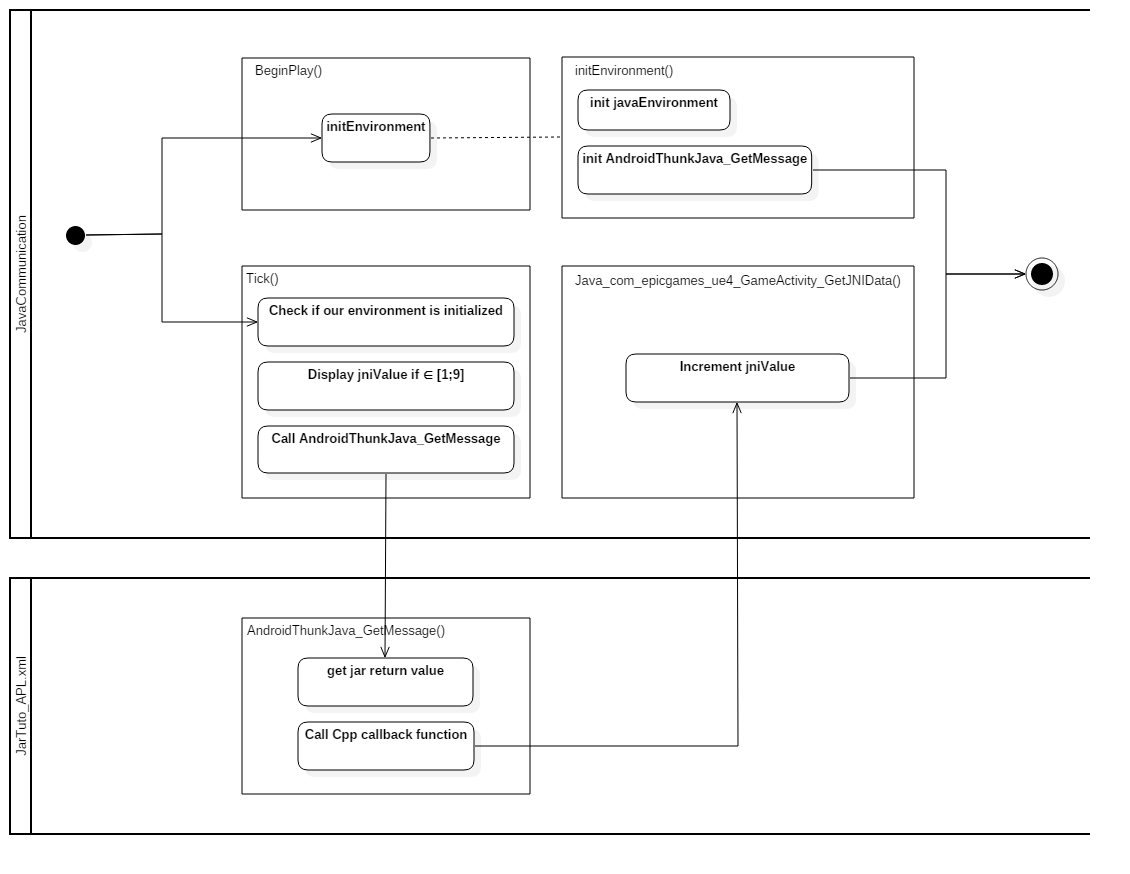 JavaCommunication
BeginPlay()
initEnvironment
initEnvironment()
init javaEnvironment
init AndroidThunkJava_GetMessage
Tick()
Check if our environment is initialized
Display jniValue if ∈ [1;9]
Call AndroidThunkJava_GetMessage
Java_com_epicgames_ue4_GameActivity_GetJNIData()
Increment jniValue
JarTuto_APL.xml
AndroidThunkJava_GetMessage()
get jar return value
Call Cpp callback function